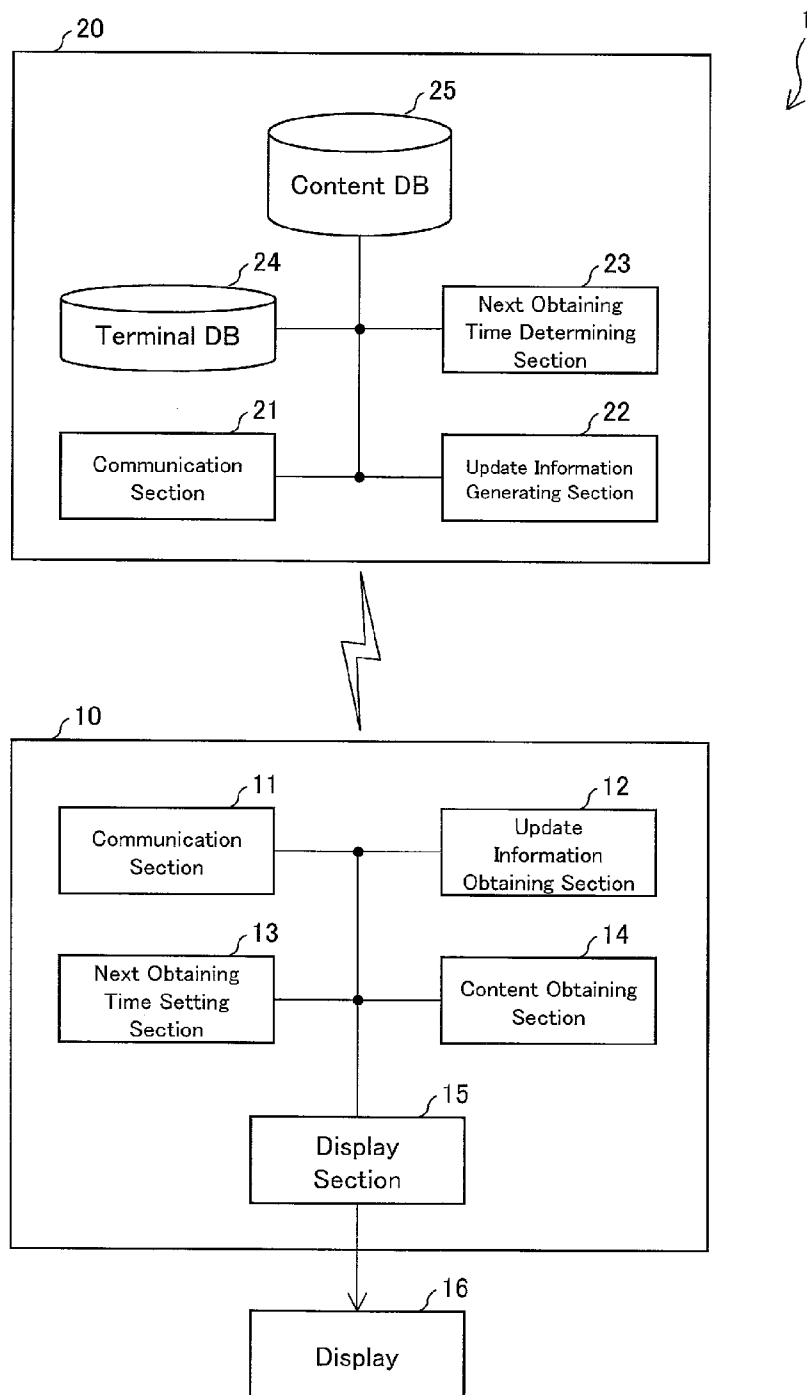 1
20
25
Content DB
24
Terminal DB
23
Next Obtaining
Time Determining
Section
21
Communication
Section
22
Update Information
Generating Section
10
11
Communication
Section
12
Update
Information
Obtaining Section
13
Next Obtaining
Time Setting
Section
14
Content Obtaining
Section
15
Display
Section
16
Display